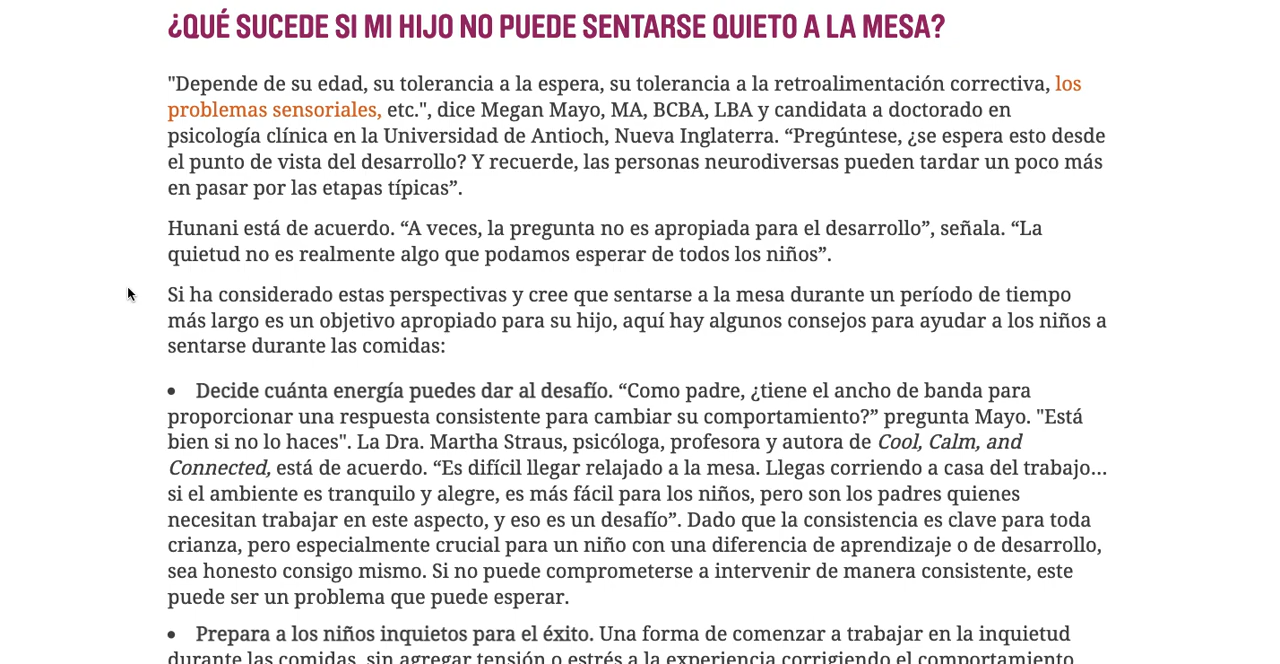 ¿QUÉ SUCEDE SI MI HIJO NO PUEDE SENTARSE QUIETO A LA MESA?
"Depende de su edad, su tolerancia a la espera, su tolerancia a la retroalimentación correctiva, los
problemas sensoriales, etc.", dice Megan Mayo, MA, BCBA, LBA y candidata a doctorado en
psicología clínica en la Universidad de Antioch, Nueva Inglaterra. “Pregúntese, ¿se espera esto desde
el punto de vista del desarrollo? Y recuerde, las personas neurodiversas pueden tardar un poco más
en pasar por las etapas típicas”.
Hunani está de acuerdo. “A veces, la pregunta no es apropiada para el desarrollo”, señala. “La
quietud no es realmente algo que podamos esperar de todos los niños”.
Si ha considerado estas perspectivas y cree que sentarse a la mesa durante un período de tiempo
más largo es un objetivo apropiado para su hijo, aquí hay algunos consejos para ayudar a los niños a
sentarse durante las comidas:
• Decide cuánta energía puedes dar al desafío. “Como padre, ¿tiene el ancho de banda para
proporcionar una respuesta consistente para cambiar su comportamiento?” pregunta Mayo. "Está
bien si no lo haces". La Dra. Martha Straus, psicóloga, profesora y autora de Cool, Calm, and
Connected, está de acuerdo. “Es difícil llegar relajado a la mesa. Llegas corriendo a casa del trabajo…
si el ambiente es tranquilo y alegre, es más fácil para los niños, pero son los padres quienes
necesitan trabajar en este aspecto, y eso es un desafío”. Dado que la consistencia es clave para toda
crianza, pero especialmente crucial para un niño con una diferencia de aprendizaje o de desarrollo,
sea honesto consigo mismo. Si no puede comprometerse a intervenir de manera consistente, este
puede ser un problema que puede esperar.
• Prepara a los niños inquietos para el éxito. Una forma de comenzar a trabajar en la inquietud
durante las comidas, sin agregar tensión o estrés a la experiencia corrigiendo el comportamiento